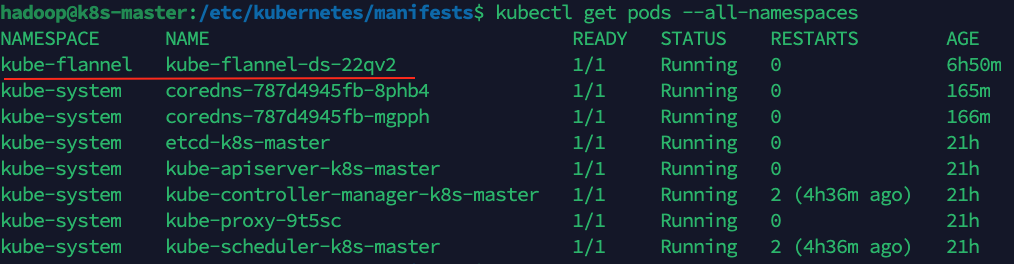 hadoop@k8s-master:/etc/kubernetes/manifests$ kubectl get pods --all-namespaces
NAMESPACE NAME READY STATUS RESTARTS AGE
kube-flannel kube-flannel-ds-22qv2 1/1 Running 0 6h50m
kube-system coredns-787d4945fb-8phb4 1/1 Running 0 165m
kube-system coredns-787d4945fb-mgpph 1/1 Running 0 166m
kube-system etcd-k8s-master 1/1 Running 0 21h
kube-system kube-apiserver-k8s-master 1/1 Running 0 21h
kube-system kube-controller-manager-k8s-master 1/1 Running 2 (4h36m ago) 21h
kube-system kube-proxy-9t5sc 1/1 Running 0 21h
kube-system kube-scheduler-k8s-master 1/1 Running 2 (4h36m ago) 21h